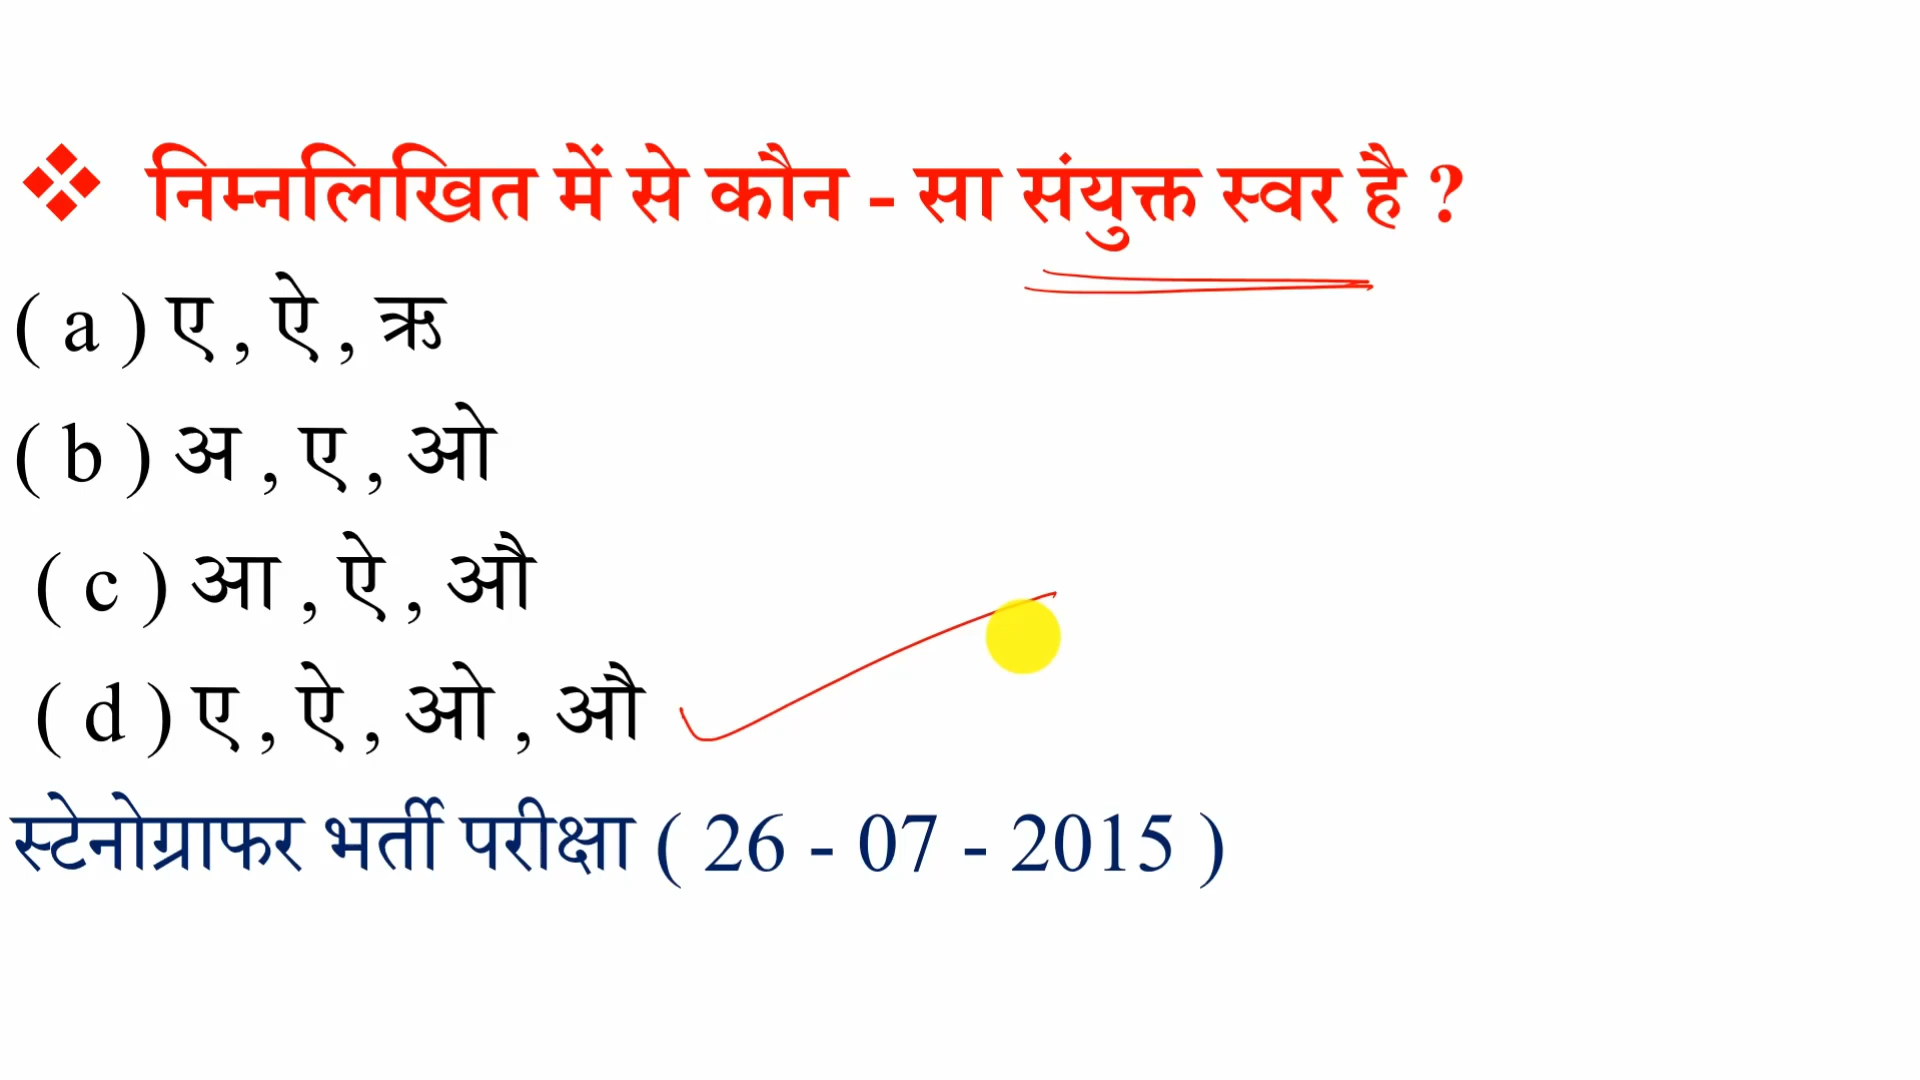 ❖ निम्नलिखित में से कौन - सा संयुक्त स्वर है ?
( a ) ए , ऐ , ऋ
( b ) अ , ए , ओ
( c ) आ , ऐ , औ
( d ) ए , ऐ , ओ , औ
स्टेनोग्राफर भर्ती परीक्षा ( 26 - 07 - 2015 )